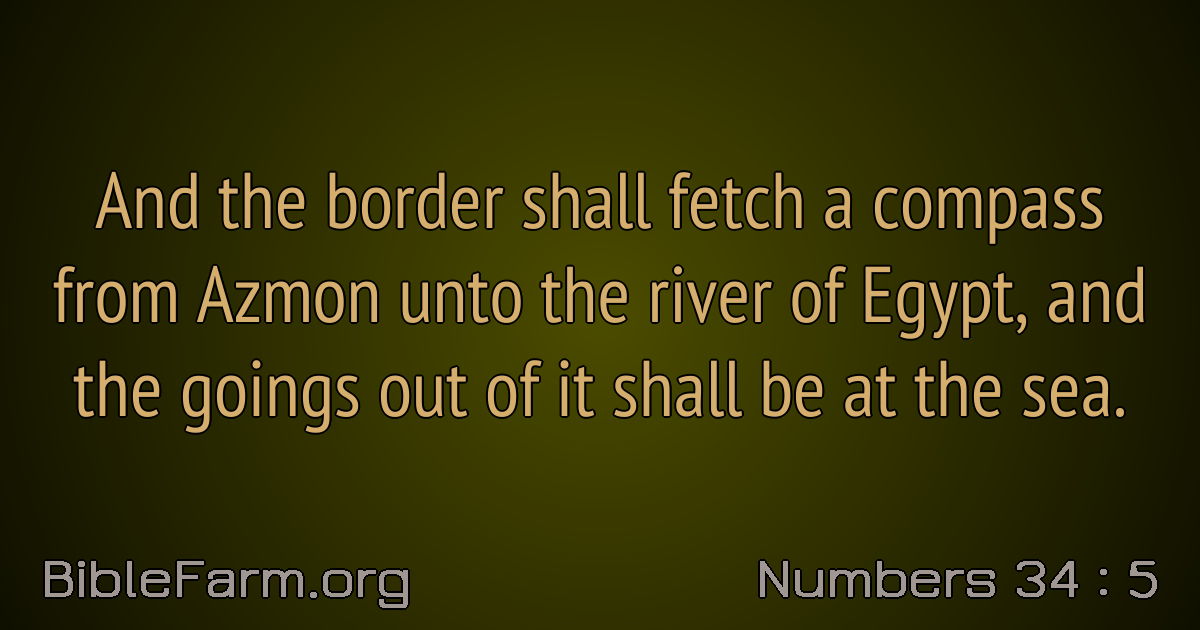 And the border shall fetch a compass
from Azmon unto the river of Egypt, and
the goings out of it shall be at the sea.
BibleFarm.org
Numbers 34 : 5